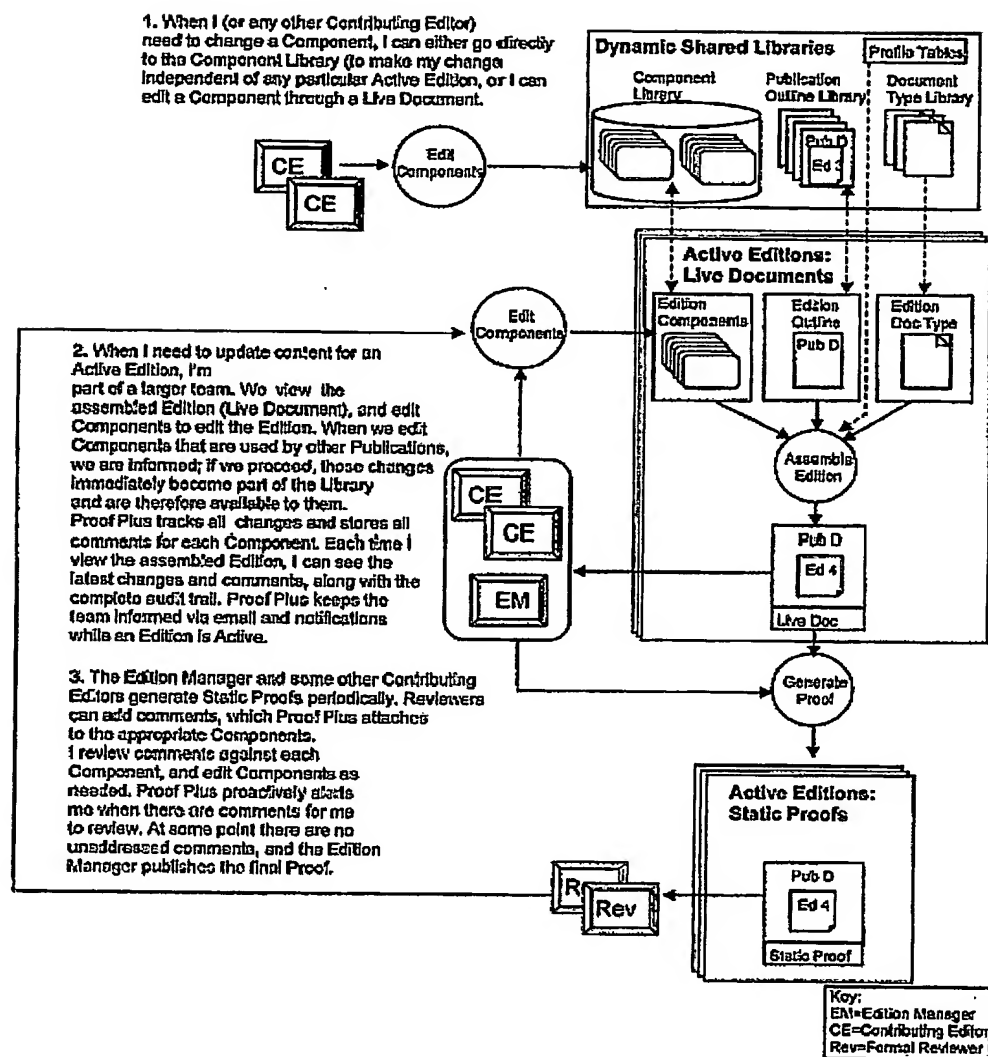 1. When I (or any other Contributing Editor)
need to change a Component, I can either go directly
to the Component Library (to make my change
independent of any particular Active Edition, or I can
edit a Component through a Live Document.
Dynamic Shared Libraries
Profile Tables
Component
Library
Publication
Outline Library
Document
Type Library
Pub D
Ed 3
CE
CE
Edit
Components
Active Editions:
Live Documents
Edition
Components
Edition
Outline
Pub D
Edition
Doc Type
Edit
Components
2. When I need to update content for an
Active Edition, I'm
part of a larger team. We view the
assembled Edition (Live Document), and edit
Components to edit the Edition. When we edit
Components that are used by other Publications,
we are informed; if we proceed, those changes
immediately become part of the Library
and are therefore available to them.
Proof Plus tracks all changes and stores all
comments for each Component. Each time I
view the assembled Edition, I can see the
latest changes and comments, along with the
complete audit trail. Proof Plus keeps the
team informed via email and notifications
while an Edition is Active.
Assemble
Edition
CE
CE
EM
Pub D
Ed 4
Live Doc
3. The Edition Manager and some other Contributing
Editors generate Static Proofs periodically. Reviewers
can add comments, which Proof Plus attaches
to the appropriate Components.
I review comments against each
Component, and edit Components as
needed. Proof Plus proactively alerts
me when there are comments for me
to review. At some point there are no
unaddressed comments, and the Edition
Manager publishes the final Proof.
Generate
Proof
Active Editions:
Static Proofs
Pub D
Ed 4
Static Proof
Re
Rev
Key:
EM=Edition Manager
CE=Contributing Editor
Rev=Formal Reviewer